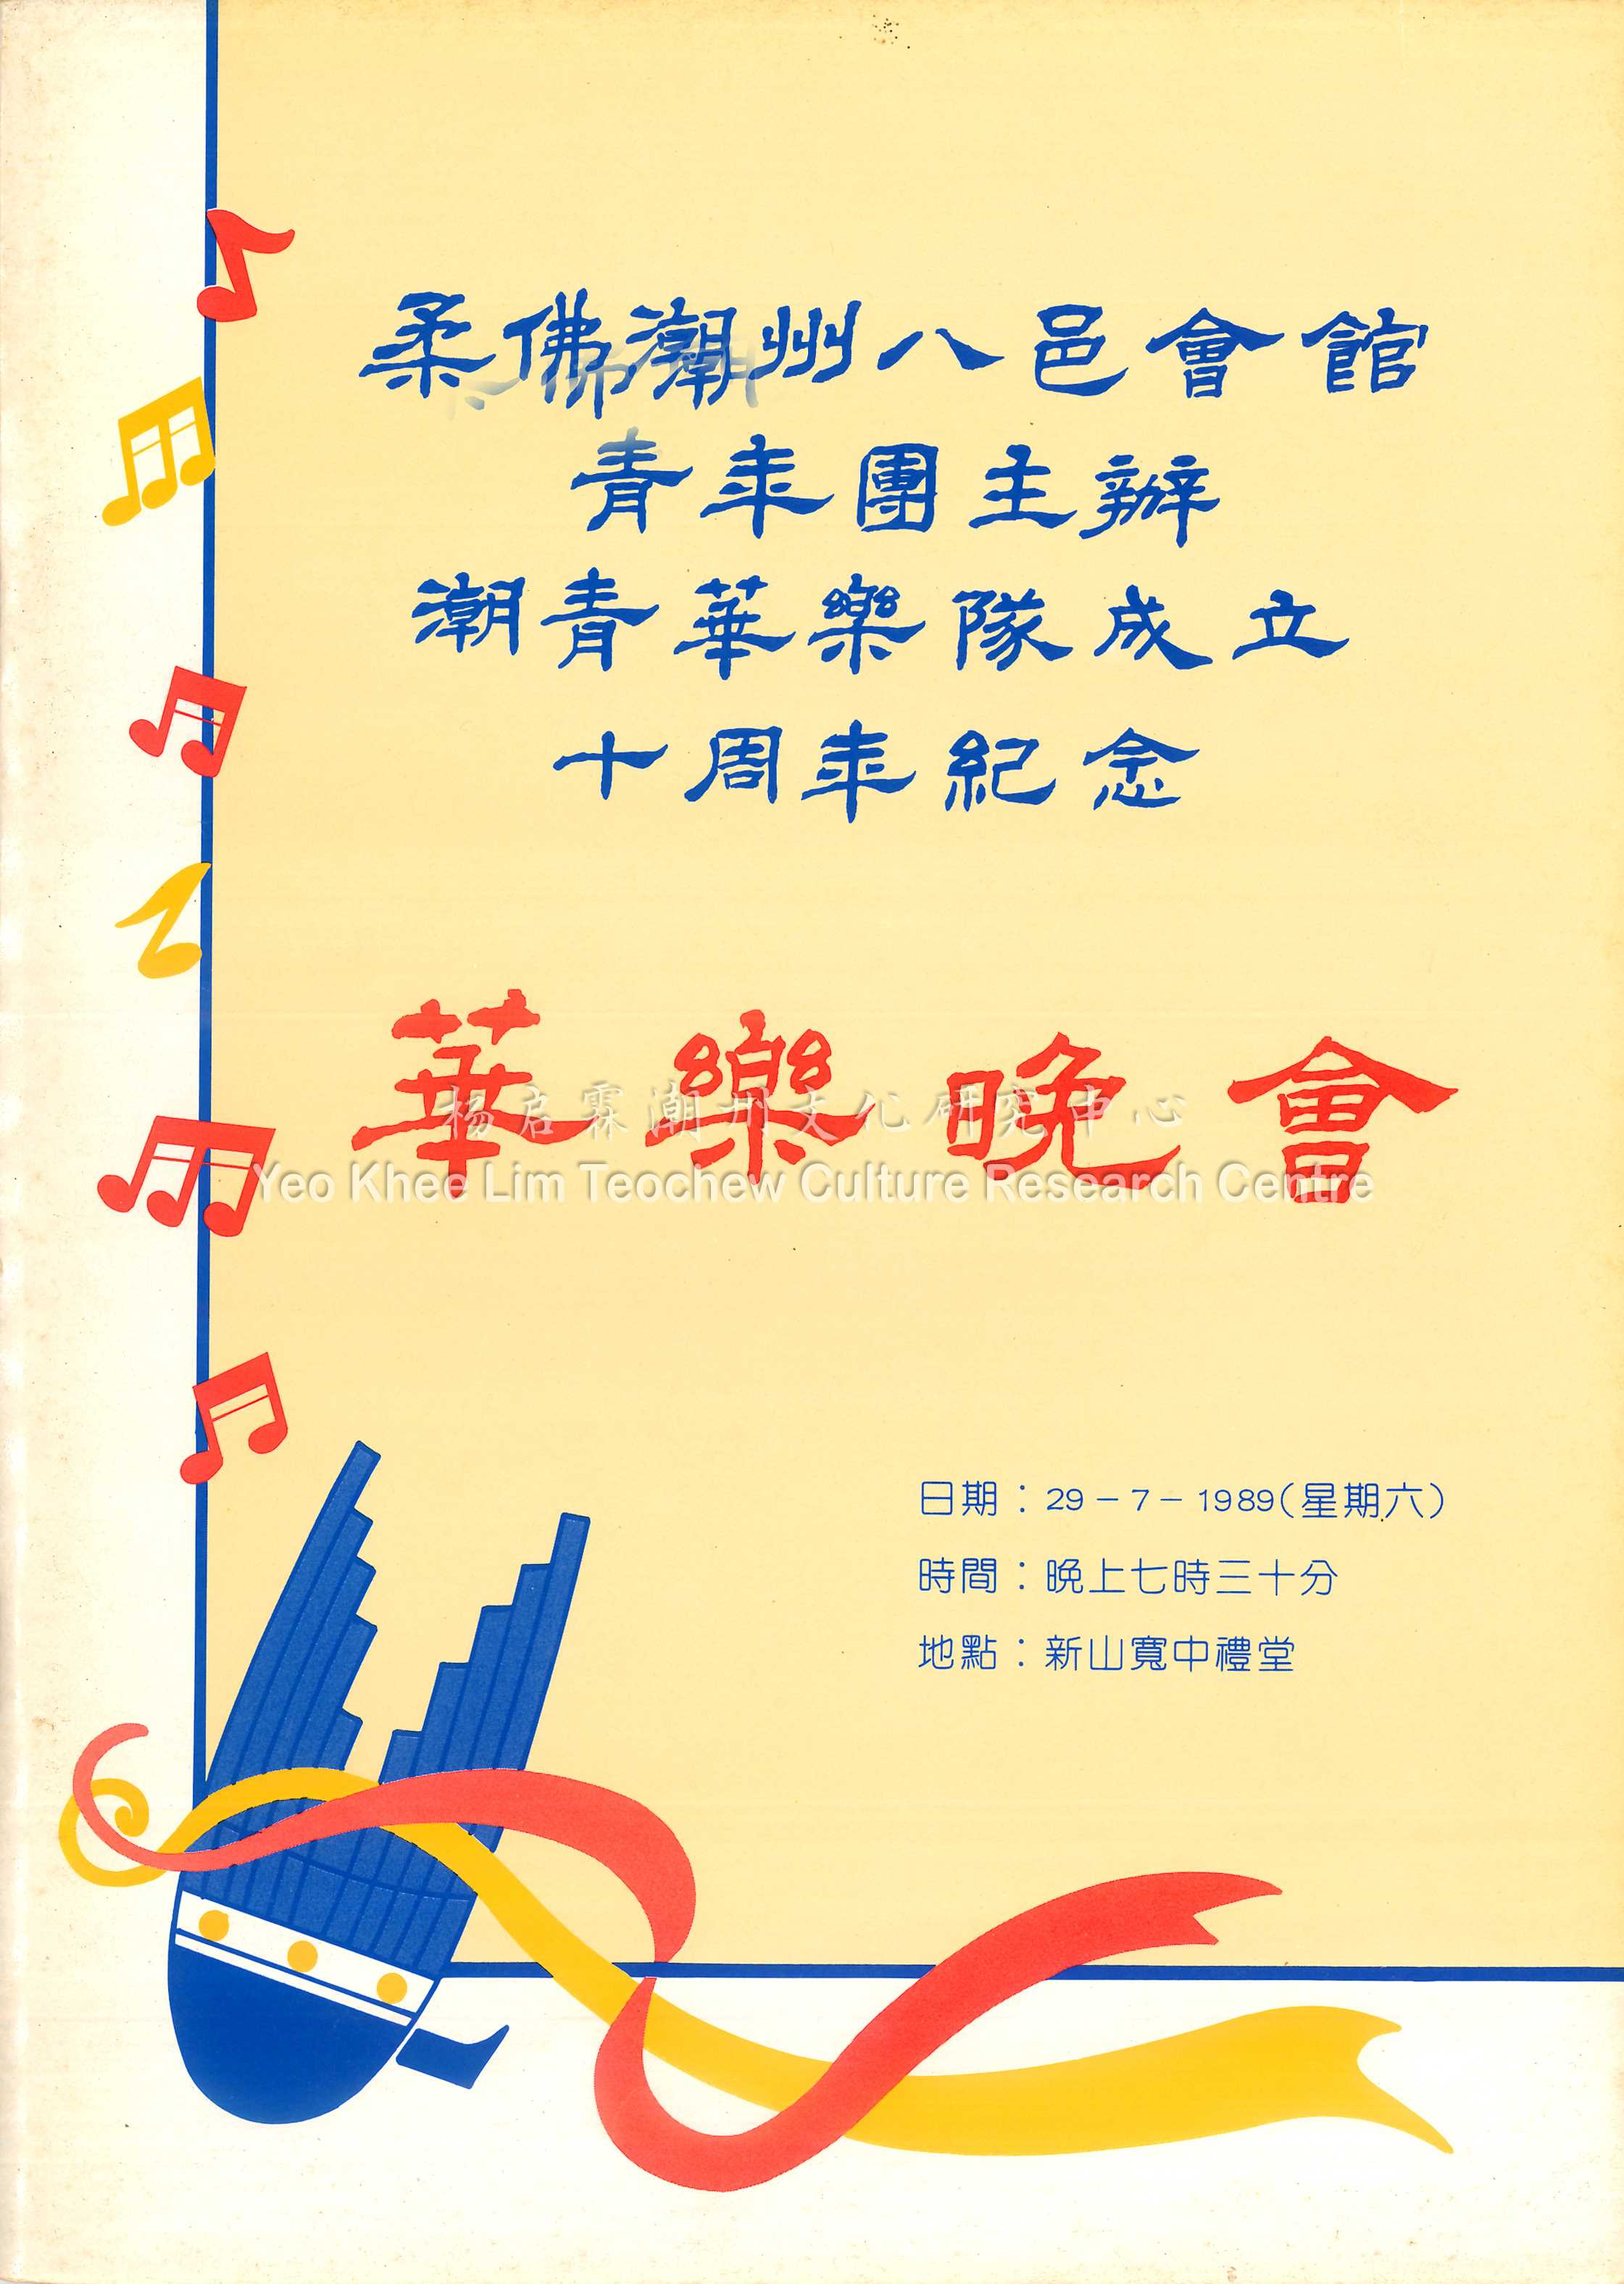 柔佛潮州八邑會館
青年團主辦
潮青華樂隊成立
十周年紀念
華樂晚會
杨启霖潮州文化研究中心
Yeo Khee Lim Teochew Culture Research Centre
日期：29-7-1989(星期六)
時間：晚上七時三十分
地點：新山寬中禮堂